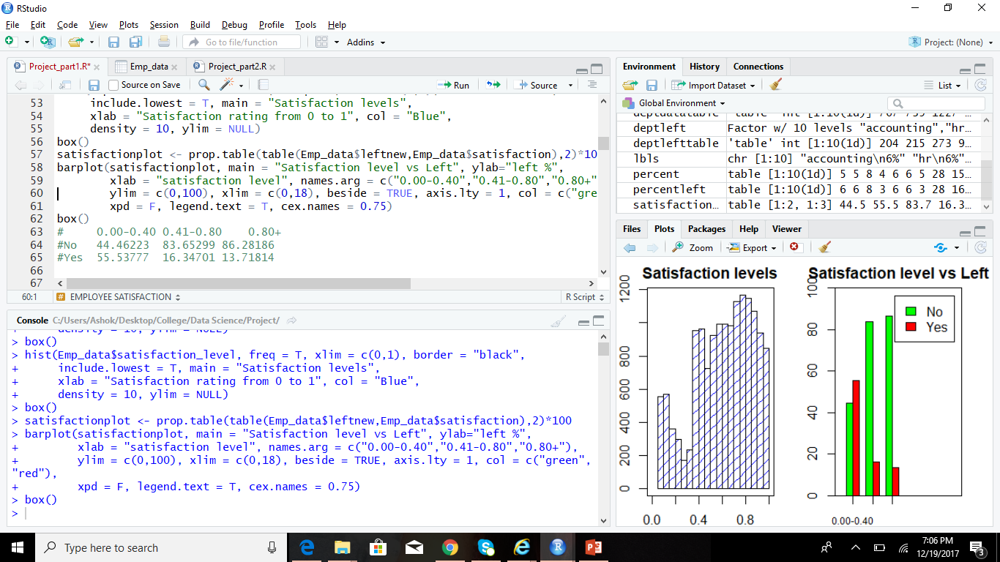 RStudio
File Edit Code View Plots Session Build Debug Profile Tools Help
Go to file/function Addins Project: (None)
Project_part1.R* Emp_data Project_part2.R
Source on Save Run Source
53 include.lowest = T, main = "Satisfaction levels",
54 xlab = "Satisfaction rating from 0 to 1", col = "Blue",
55 density = 10, ylim = NULL)
56 box()
57 satisfactionplot <- prop.table(table(Emp_data$leftnew,Emp_data$satisfaction),2)*10
58 barplot(satisfactionplot, main = "Satisfaction level vs Left", ylab="left %",
59 xlab = "satisfaction level", names.arg = c("0.00-0.40","0.41-0.80","0.80+"
60 ylim = c(0,100), xlim = c(0,18), beside = TRUE, axis.lty = 1, col = c("gre
61 xpd = F, legend.text = T, cex.names = 0.75)
62 box()
63 # 0.00-0.40 0.41-0.80 0.80+
64 #No 44.46223 83.65299 86.28186
65 #Yes 55.53777 16.34701 13.71814
66
67
60:1 # EMPLOYEE SATISFACTION R Script
Console C:/Users/Ashok/Desktop/College/Data Science/Project/
+ density = 10, ylim = NULL)
> box()
> hist(Emp_data$satisfaction_level, freq = T, xlim = c(0,1), border = "black",
+ include.lowest = T, main = "Satisfaction levels",
+ xlab = "Satisfaction rating from 0 to 1", col = "Blue",
+ density = 10, ylim = NULL)
> box()
> satisfactionplot <- prop.table(table(Emp_data$leftnew,Emp_data$satisfaction),2)*100
> barplot(satisfactionplot, main = "Satisfaction level vs Left", ylab="left %",
+ xlab = "satisfaction level", names.arg = c("0.00-0.40","0.41-0.80","0.80+"),
+ ylim = c(0,100), xlim = c(0,18), beside = TRUE, axis.lty = 1, col = c("green",
"red"),
+ xpd = F, legend.text = T, cex.names = 0.75)
> box()
>
Environment History Connections
Import Dataset List
Global Environment
deptleft Factor w/ 10 levels "accounting","hr…
deptlefttable 'table' int [1:10(1d)] 204 215 273 9…
lbls chr [1:10] "accounting\n6%" "hr\n6%"…
percent table [1:10(1d)] 5 5 8 4 6 6 5 28 15…
percentleft table [1:10(1d)] 6 6 8 3 6 6 3 28 16…
satisfaction… table [1:2, 1:3] 44.5 55.5 83.7 16.3…
Files Plots Packages Help Viewer
Zoom Export
Satisfaction levels
1200
800
600
400
200
0
0.0 0.4 0.8
Satisfaction level vs Left
100
80
60
40
20
0
No
Yes
0.00-0.40
Type here to search
7:06 PM
12/19/2017
3